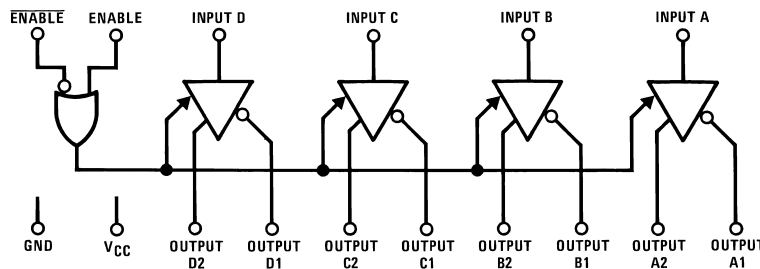 ENABLE ENABLE INPUT D INPUT C INPUT B INPUT A
GND VCC OUTPUT D2 OUTPUT D1 OUTPUT C2 OUTPUT C1 OUTPUT B2 OUTPUT B1 OUTPUT A2 OUTPUT A1